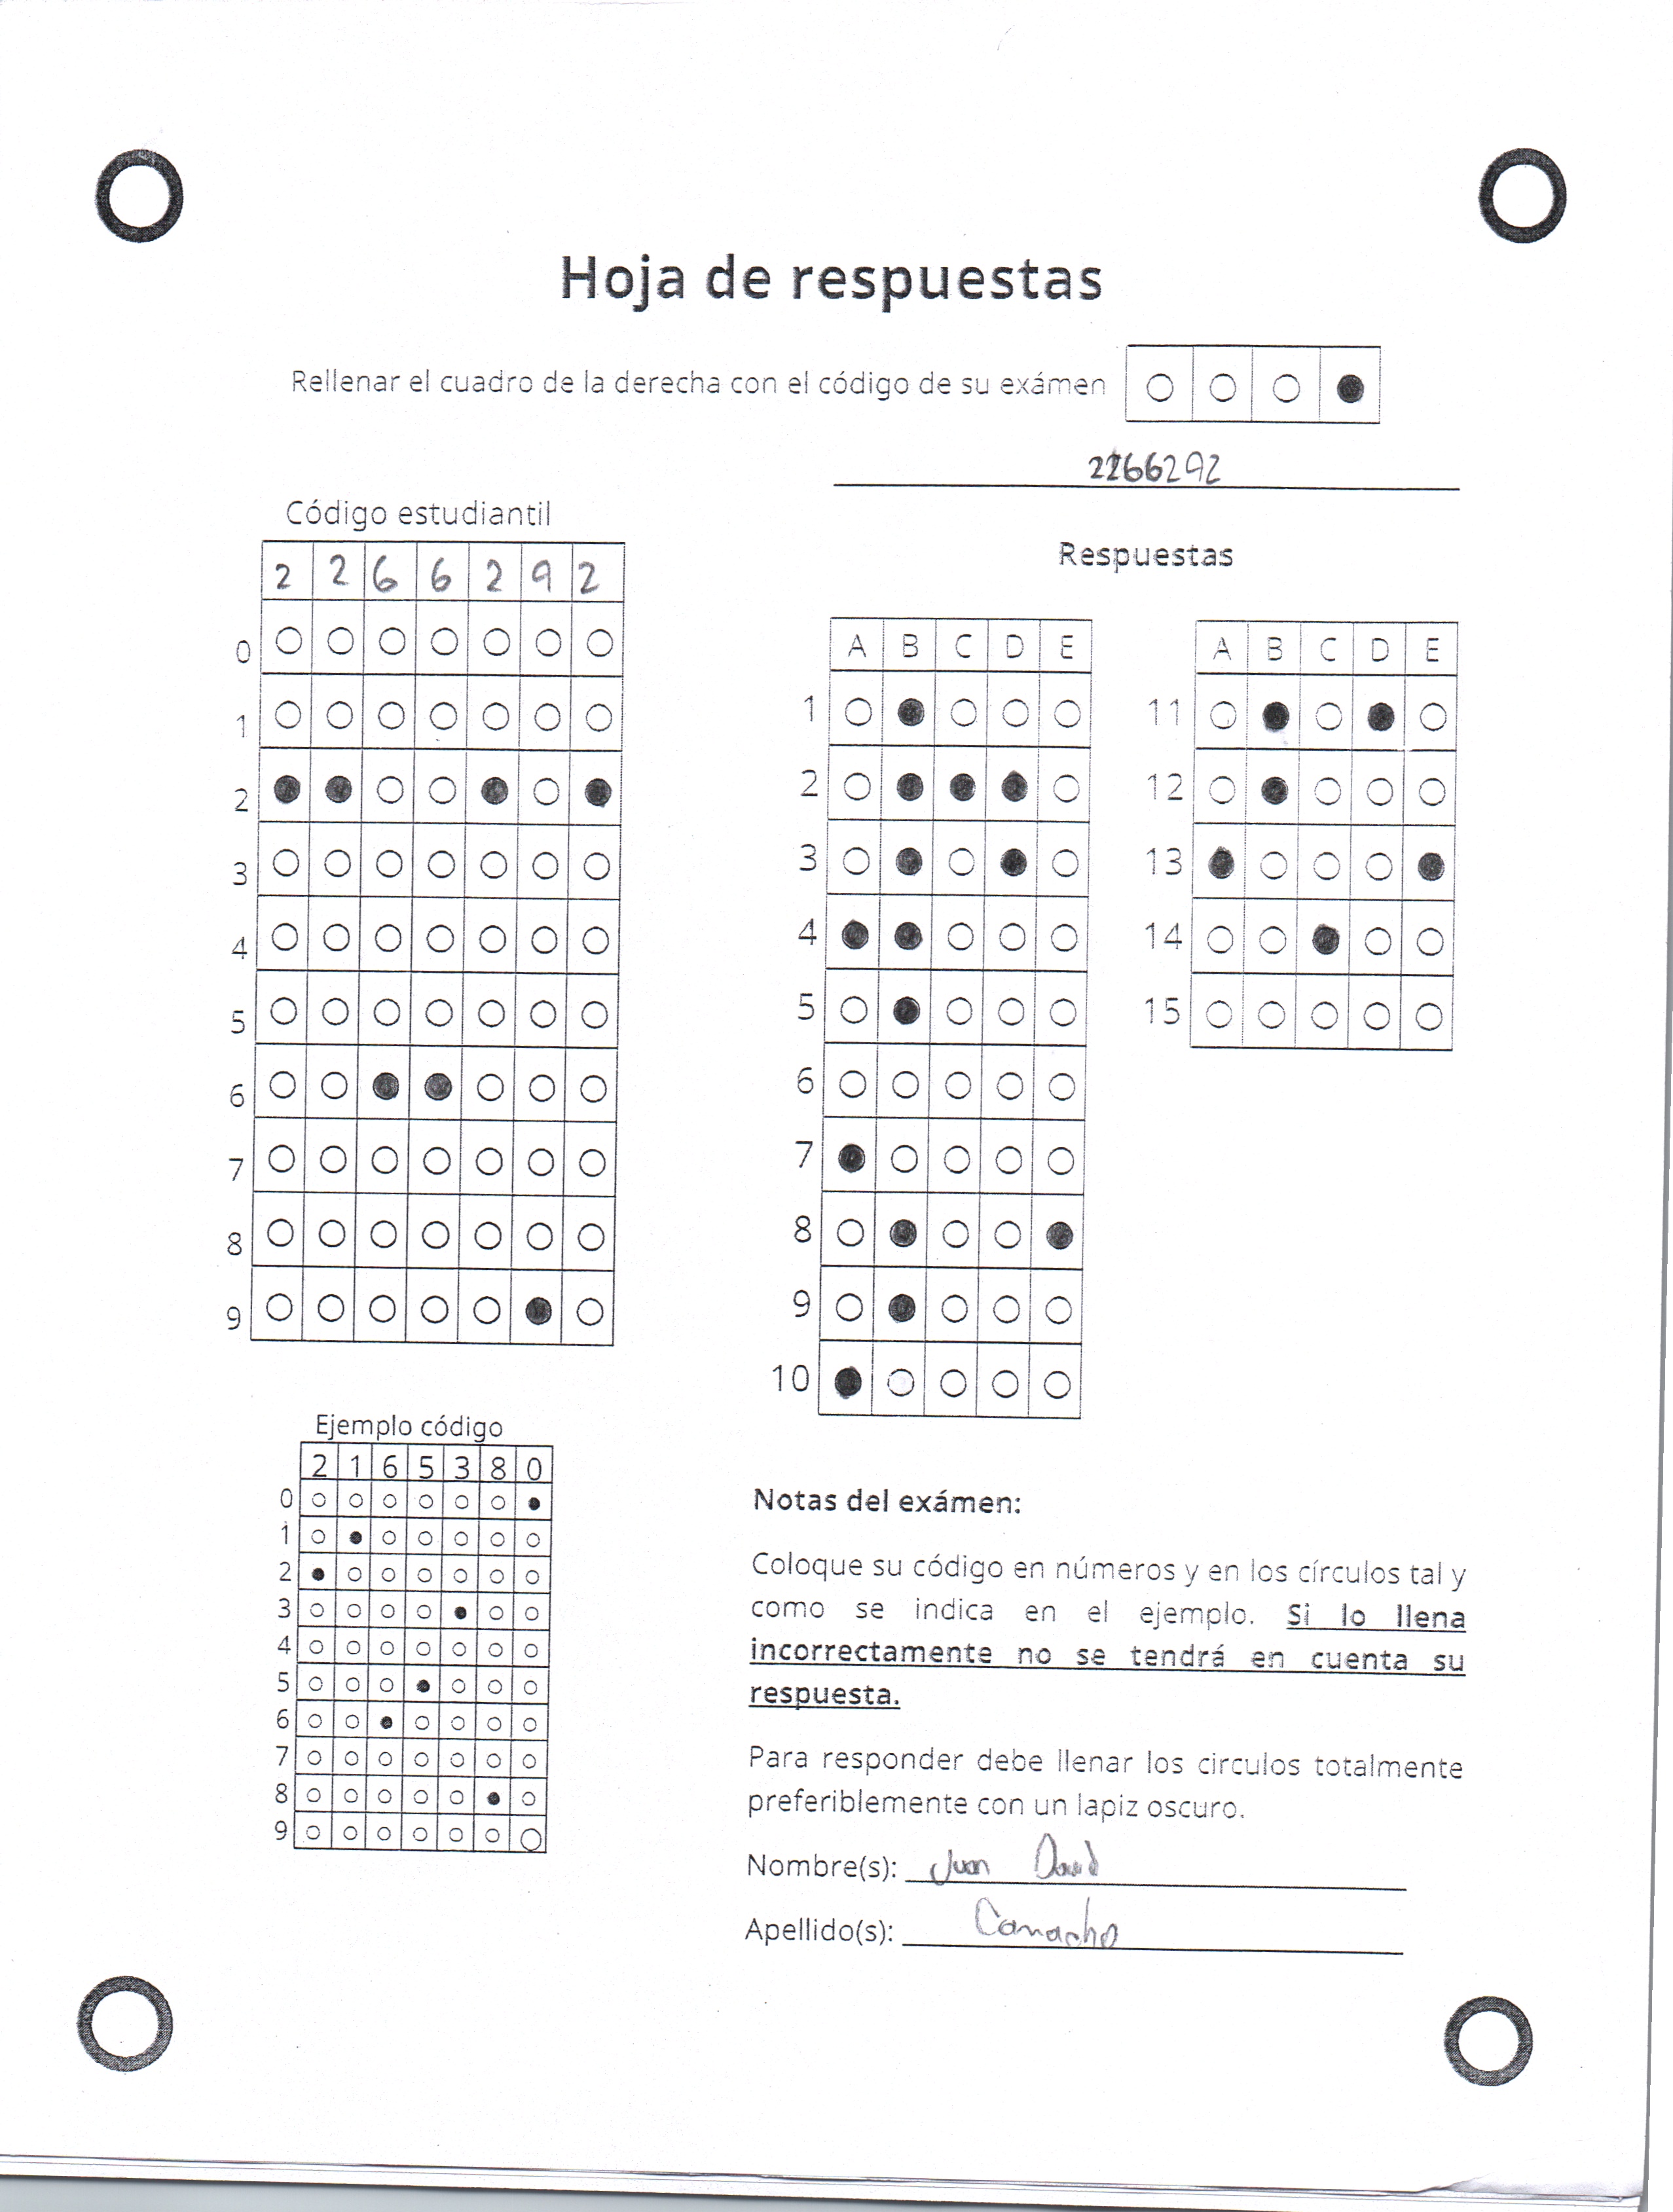 Hoja de respuestas
Rellenar el cuadro de la derecha con el código de su exámen
2266292
Código estudiantil
2 2 6 6 2 9 2
0
1
2
3
4
5
6
7
8
9
Respuestas
A B C D E
1
2
3
4
5
6
7
8
9
10
A B C D E
11
12
13
14
15
Ejemplo código
2 1 6 5 3 8 0
0
1
2
3
4
5
6
7
8
9
Notas del exámen:
Coloque su código en números y en los círculos tal y
como se indica en el ejemplo. Si lo llena
incorrectamente no se tendrá en cuenta su
respuesta.
Para responder debe llenar los circulos totalmente
preferiblemente con un lapiz oscuro.
Nombre(s): Juan David
Apellido(s): Camacho